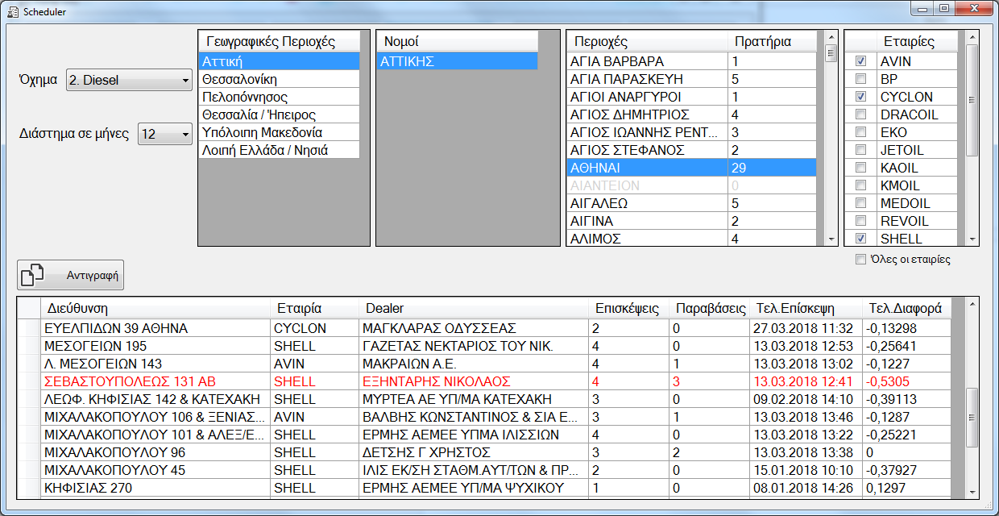 Scheduler
Όχημα 2. Diesel
Διάστημα σε μήνες 12
Γεωγραφικές Περιοχές
Αττική
Θεσσαλονίκη
Πελοπόννησος
Θεσσαλία / Ήπειρος
Υπόλοιπη Μακεδονία
Λοιπή Ελλάδα / Νησιά
Νομοί
ΑΤΤΙΚΗΣ
Περιοχές Πρατήρια
ΑΓΙΑ ΒΑΡΒΑΡΑ 1
ΑΓΙΑ ΠΑΡΑΣΚΕΥΗ 5
ΑΓΙΟΙ ΑΝΑΡΓΥΡΟΙ 1
ΑΓΙΟΣ ΔΗΜΗΤΡΙΟΣ 4
ΑΓΙΟΣ ΙΩΑΝΝΗΣ ΡΕΝΤ... 3
ΑΓΙΟΣ ΣΤΕΦΑΝΟΣ 2
ΑΘΗΝΑΙ 29
ΑΙΑΝΤΕΙΟΝ 0
ΑΙΓΑΛΕΩ 5
ΑΙΓΙΝΑ 2
ΑΛΙΜΟΣ 4
Εταιρίες
AVIN
BP
CYCLON
DRACOIL
EKO
JETOIL
KAOIL
KMOIL
MEDOIL
REVOIL
SHELL
Όλες οι εταιρίες
Αντιγραφή
Διεύθυνση Εταιρία Dealer Επισκέψεις Παραβάσεις Τελ.Επίσκεψη Τελ.Διαφορά
ΕΥΕΛΠΙΔΩΝ 39 ΑΘΗΝΑ CYCLON ΜΑΓΚΛΑΡΑΣ ΟΔΥΣΣΕΑΣ 2 0 27.03.2018 11:32 -0,13298
ΜΕΣΟΓΕΙΩΝ 195 SHELL ΓΑΖΕΤΑΣ ΝΕΚΤΑΡΙΟΣ ΤΟΥ ΝΙΚ. 4 0 13.03.2018 12:53 -0,25641
Λ. ΜΕΣΟΓΕΙΩΝ 143 AVIN ΜΑΚΡΑΙΩΝ Α.Ε. 4 1 13.03.2018 13:02 -0,1227
ΣΕΒΑΣΤΟΥΠΟΛΕΩΣ 131 ΑΒ SHELL ΕΞΗΝΤΑΡΗΣ ΝΙΚΟΛΑΟΣ 4 3 13.03.2018 12:41 -0,5305
ΛΕΩΦ. ΚΗΦΙΣΙΑΣ 142 & ΚΑΤΕΧΑΚΗ SHELL ΜΥΡΤΕΑ ΑΕ ΥΠ/ΜΑ ΚΑΤΕΧΑΚΗ 3 0 09.02.2018 14:10 -0,39113
ΜΙΧΑΛΑΚΟΠΟΥΛΟΥ 106 & ΞΕΝΙΑΣ... AVIN ΒΑΛΒΗΣ ΚΩΝΣΤΑΝΤΙΝΟΣ & ΣΙΑ Ε... 3 1 13.03.2018 13:46 -0,1287
ΜΙΧΑΛΑΚΟΠΟΥΛΟΥ 101 & ΑΛΕΞ/Ε... SHELL ΕΡΜΗΣ ΑΕΜΕΕ ΥΠΜΑ ΙΛΙΣΣΙΩΝ 4 0 13.03.2018 13:22 -0,25221
ΜΙΧΑΛΑΚΟΠΟΥΛΟΥ 96 SHELL ΔΕΤΣΗΣ Γ ΧΡΗΣΤΟΣ 3 2 13.03.2018 13:38 0
ΜΙΧΑΛΑΚΟΠΟΥΛΟΥ 45 SHELL ΙΛΙΣ ΕΚ/ΣΗ ΣΤΑΘΜ.ΑΥΤ/ΤΩΝ & ΠΡ... 2 0 15.01.2018 10:10 -0,37927
ΚΗΦΙΣΙΑΣ 270 SHELL ΕΡΜΗΣ ΑΕΜΕΕ ΥΠ/ΜΑ ΨΥΧΙΚΟΥ 1 0 08.01.2018 14:26 0,1297